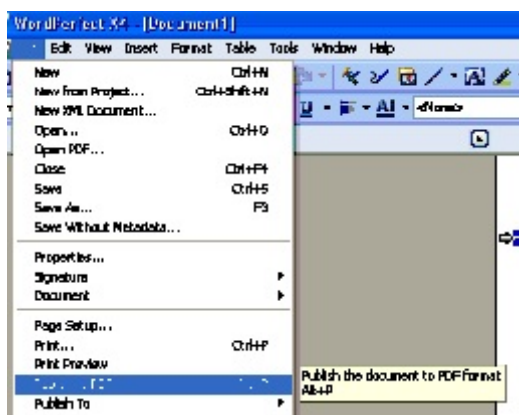 WordPerfect X4 - [Document1]
Edit View Insert Format Table Tools Window Help
New Ctrl+N
New from Project... Ctrl+Shift+N
New XML Document...
Open... Ctrl+O
Open PDF...
Close Ctrl+F4
Save Ctrl+S
Save As... F3
Save Without Metadata...
Properties...
Signature
Document
Page Setup...
Print... Ctrl+P
Print Preview
Publish To
Publish the document to PDF format
Alt+P
U AI <None>